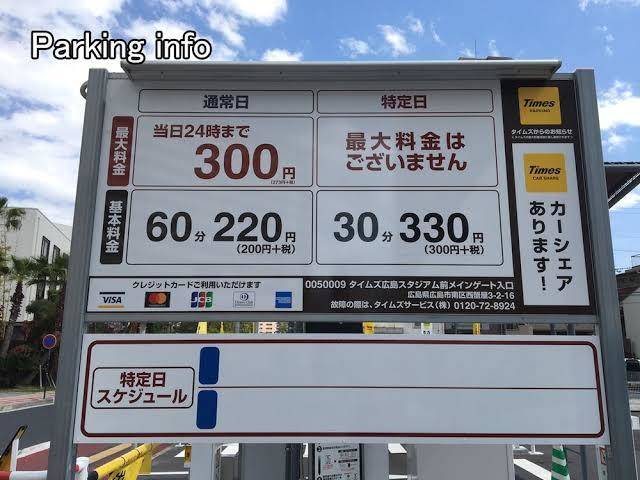 Parking info
通常日
特定日
最大料金
当日24時まで
300円
(273円+税)
最大料金は
ございません
基本料金
60分 220円
(200円+税)
30分 330円
(300円+税)
Times
PARKING
タイムズからのお知らせ
Times
CAR SHARE
カーシェア
あります!
クレジットカードご利用いただけます
VISA
MasterCard
JCB
0050009 タイムズ広島スタジアム前メインゲート入口
広島県広島市南区西蟹屋3-2-16
故障の際は、タイムズサービス(株) 0120-72-8924
特定日
スケジュール